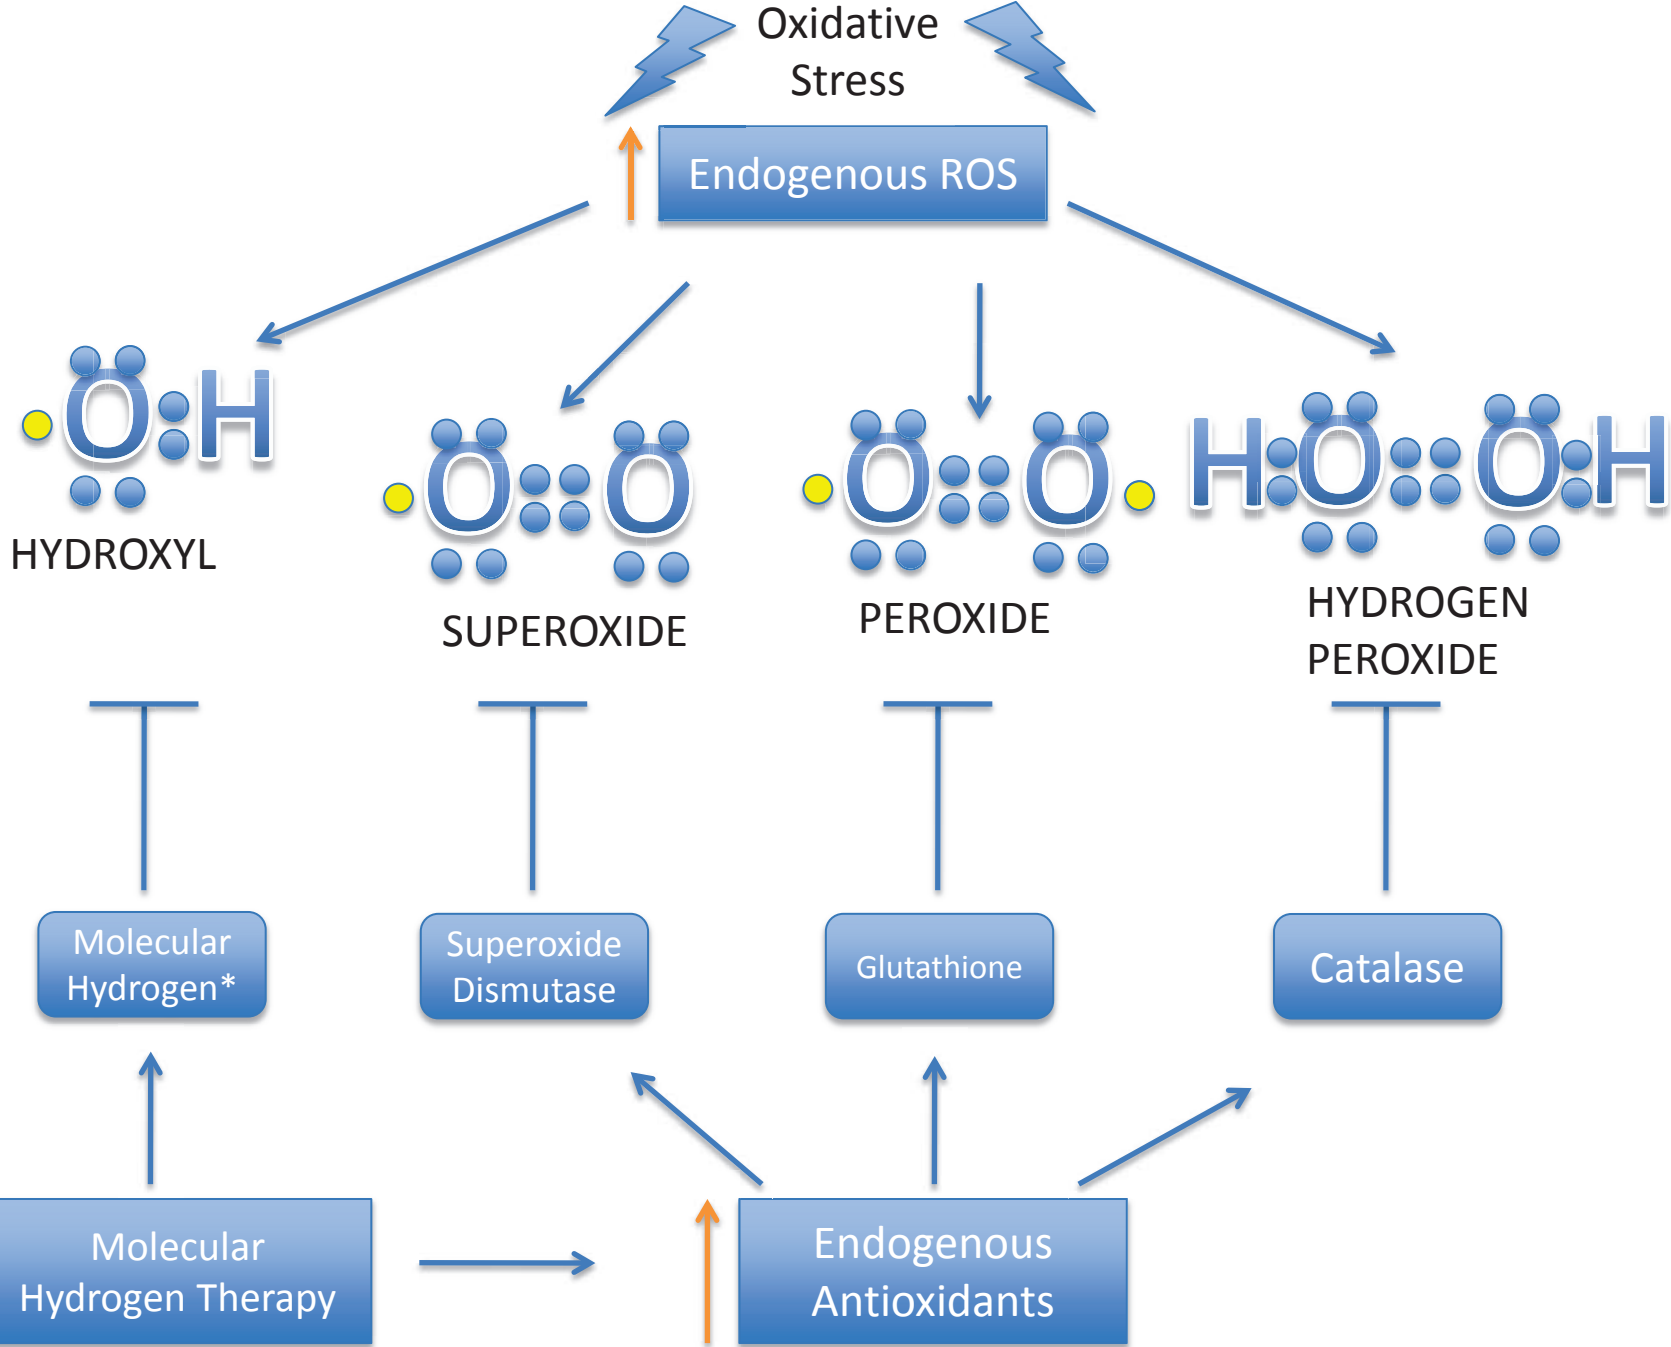 Oxidative
Stress
Endogenous ROS
O H
HYDROXYL
O O
SUPEROXIDE
O O
PEROXIDE
H O O H
HYDROGEN
PEROXIDE
Molecular
Hydrogen*
Superoxide
Dismutase
Glutathione
Catalase
Molecular
Hydrogen Therapy
Endogenous
Antioxidants